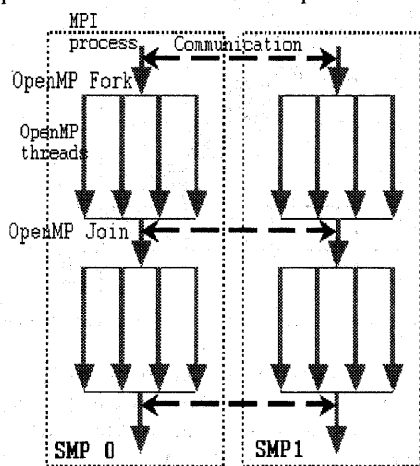 MPI
process
Communication
OpenMP Fork
OpenMP
threads
OpenMP Join
SMP 0
SMP1